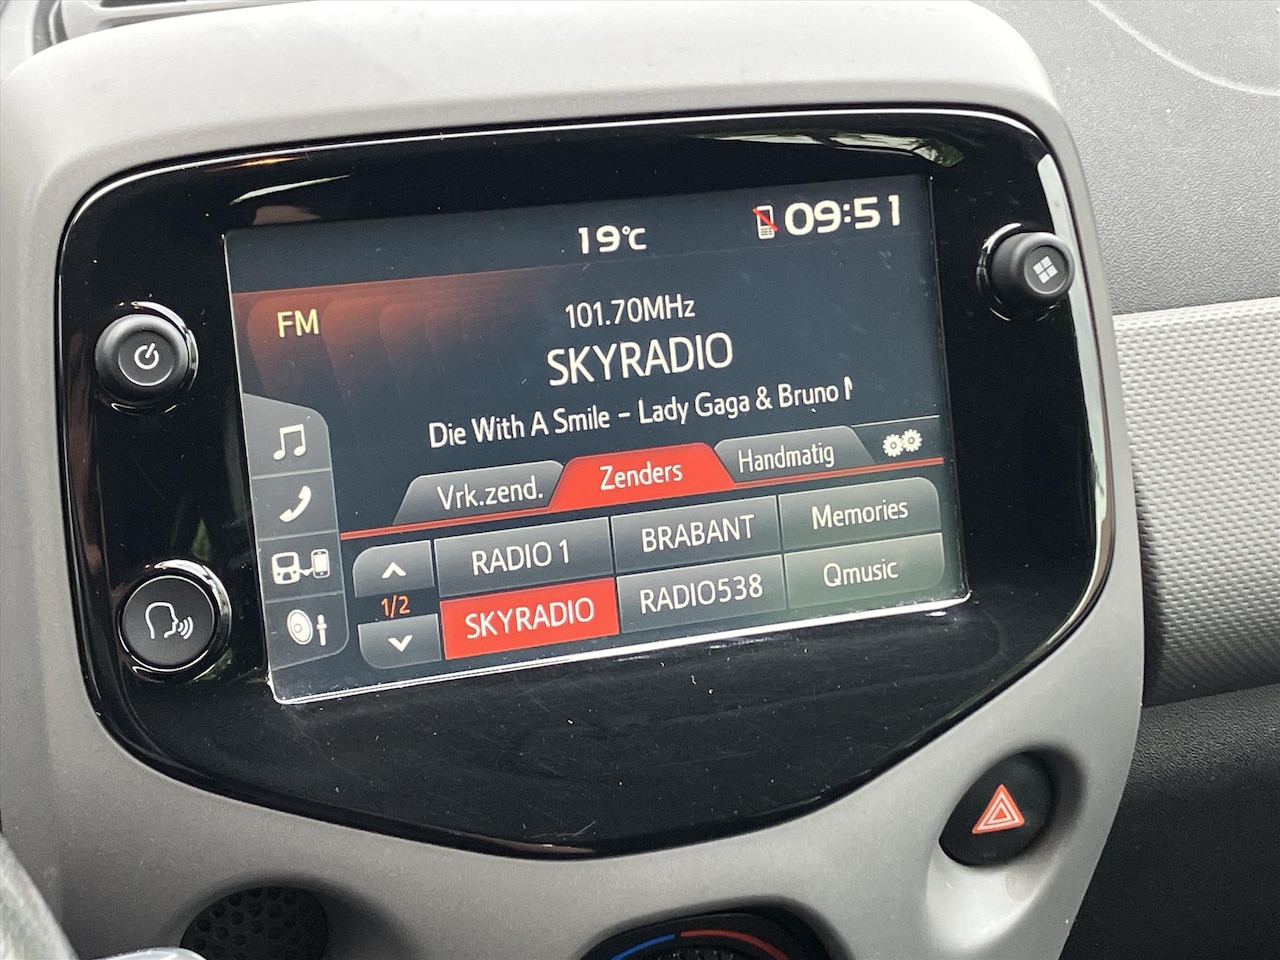 19°C 09:51
FM
101.70MHz
SKYRADIO
Die With A Smile - Lady Gaga & Bruno
Vrk.zend. Zenders Handmatig
RADIO 1 BRABANT Memories
1/2
SKYRADIO RADIO538 Qmusic